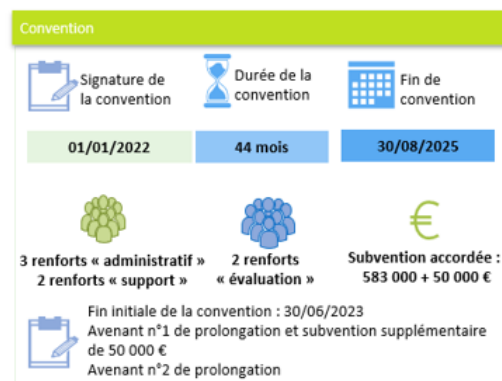 Convention
Signature de
la convention
Durée de la
convention
Fin de
convention
01/01/2022
44 mois
30/08/2025
3 renforts « administratif »
2 renforts « support »
2 renforts
« évaluation »
€
Subvention accordée :
583 000 + 50 000 €
Fin initiale de la convention : 30/06/2023
Avenant n°1 de prolongation et subvention supplémentaire
de 50 000 €
Avenant n°2 de prolongation